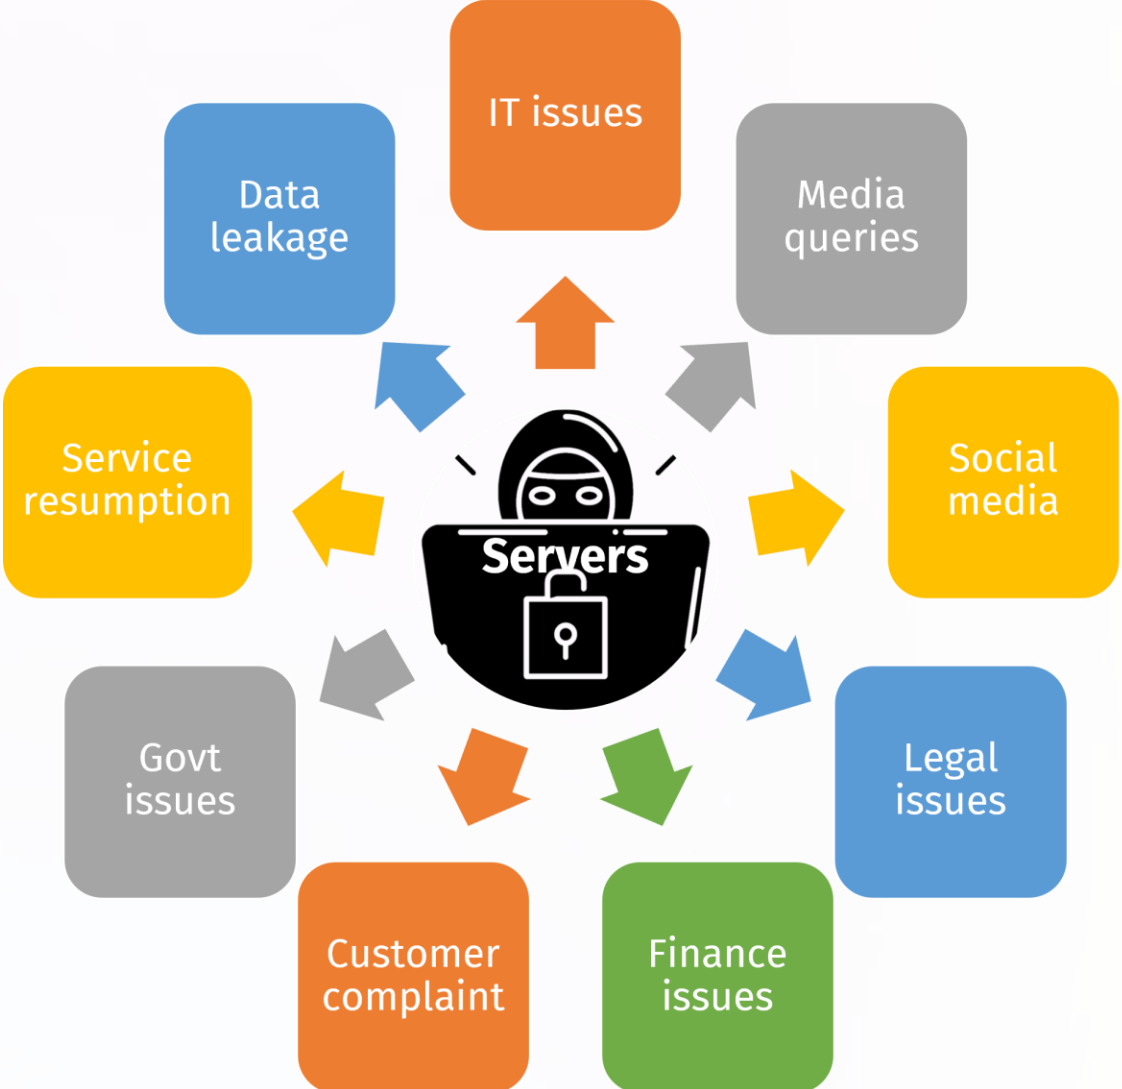 IT issues
Media
queries
Social
media
Legal
issues
Finance
issues
Customer
complaint
Govt
issues
Service
resumption
Data
leakage
Servers